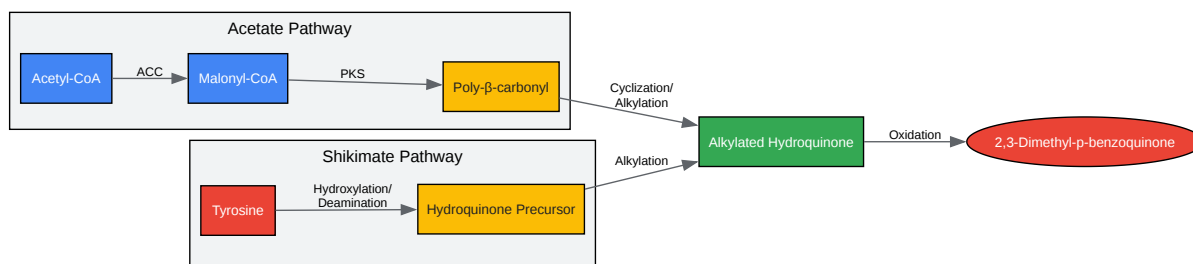 Acetate Pathway
Acetyl-CoA
ACC
Malonyl-CoA
PKS
Poly-β-carbonyl
Cyclization/
Alkylation
Shikimate Pathway
Tyrosine
Hydroxylation/
Deamination
Hydroquinone Precursor
Alkylation
Alkylated Hydroquinone
Oxidation
2,3-Dimethyl-p-benzoquinone